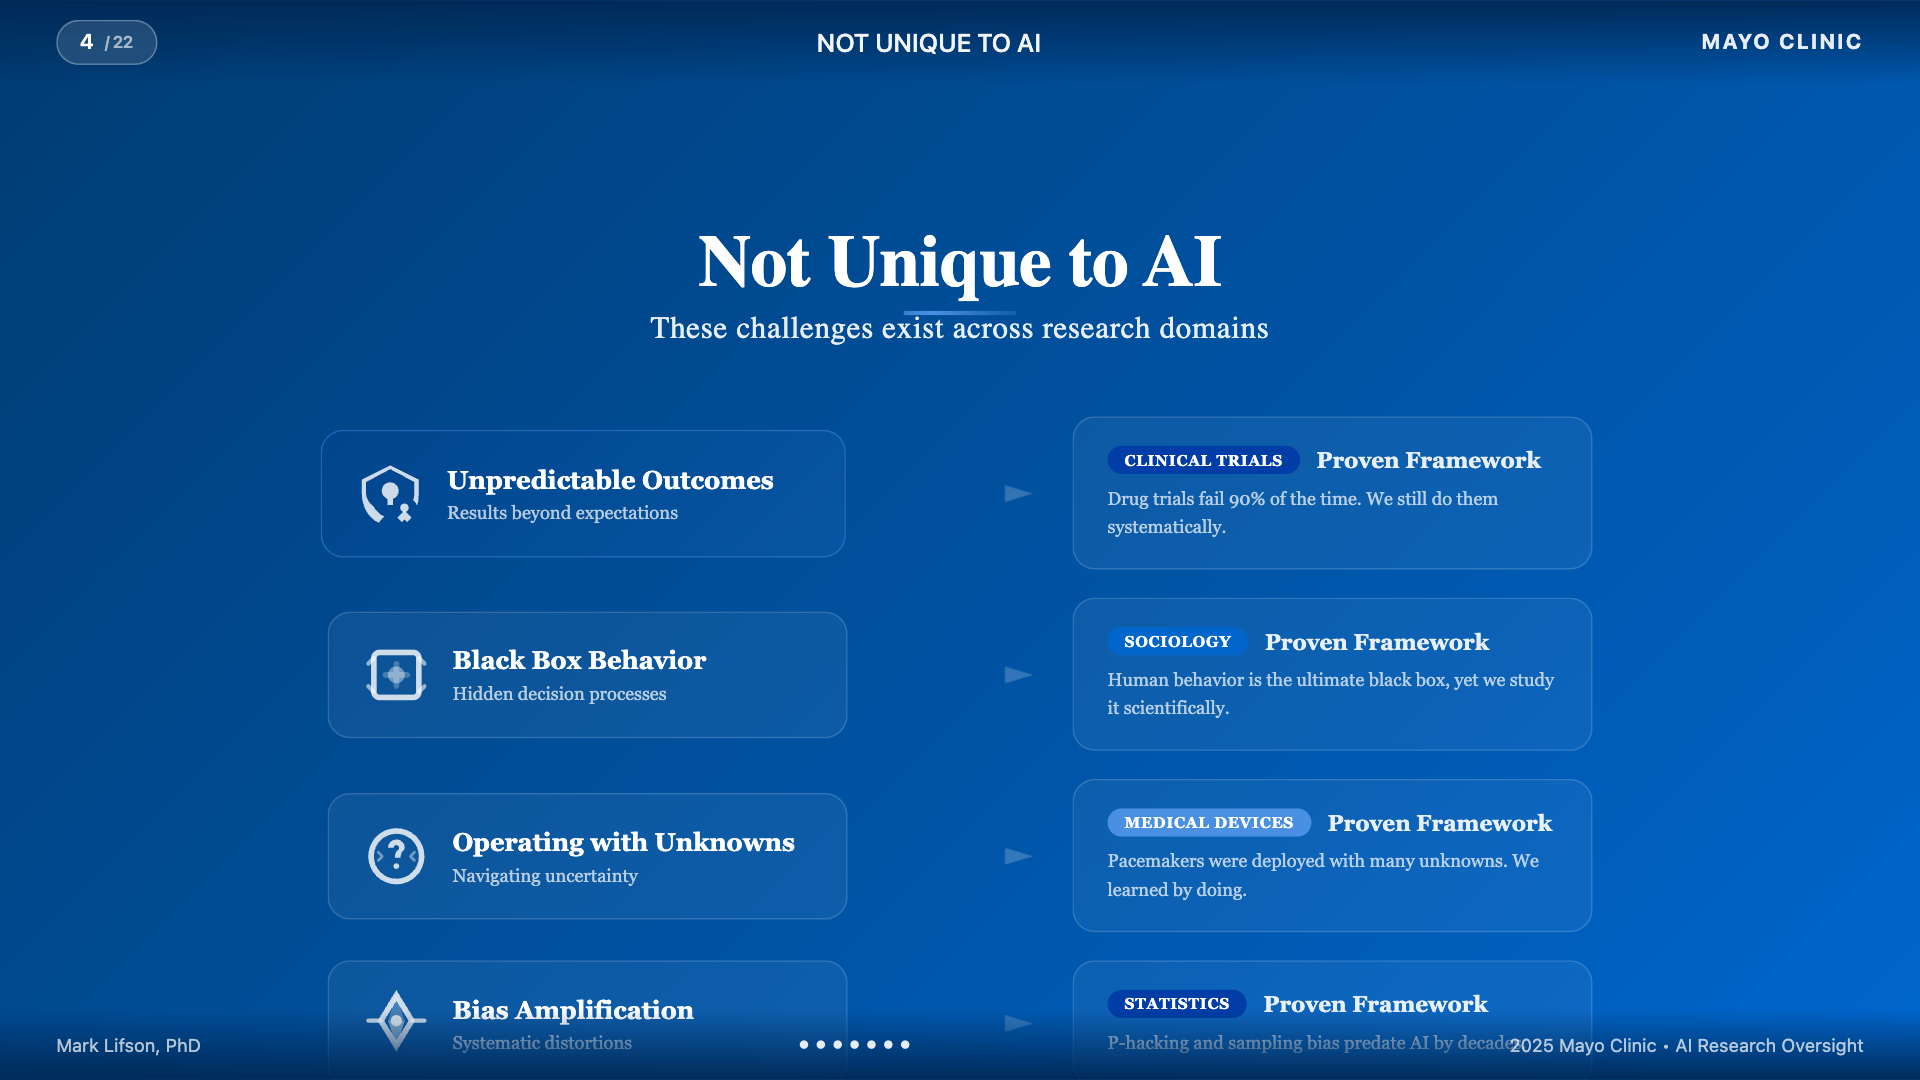 4 /22
NOT UNIQUE TO AI
MAYO CLINIC
Not Unique to AI
These challenges exist across research domains
Unpredictable Outcomes
Results beyond expectations
CLINICAL TRIALS Proven Framework
Drug trials fail 90% of the time. We still do them
systematically.
Black Box Behavior
Hidden decision processes
SOCIOLOGY Proven Framework
Human behavior is the ultimate black box, yet we study
it scientifically.
Operating with Unknowns
Navigating uncertainty
MEDICAL DEVICES Proven Framework
Pacemakers were deployed with many unknowns. We
learned by doing.
Bias Amplification
Systematic distortions
STATISTICS Proven Framework
P-hacking and sampling bias predate AI by decades
Mark Lifson, PhD
2025 Mayo Clinic • AI Research Oversight